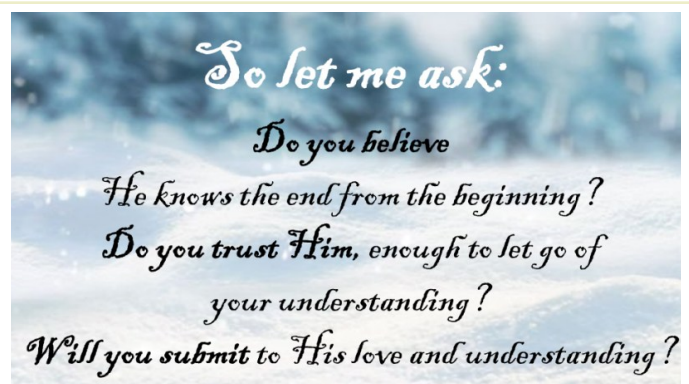 So let me ask:
Do you believe
He knows the end from the beginning?
Do you trust Him, enough to let go of
your understanding?
Will you submit to His love and understanding?